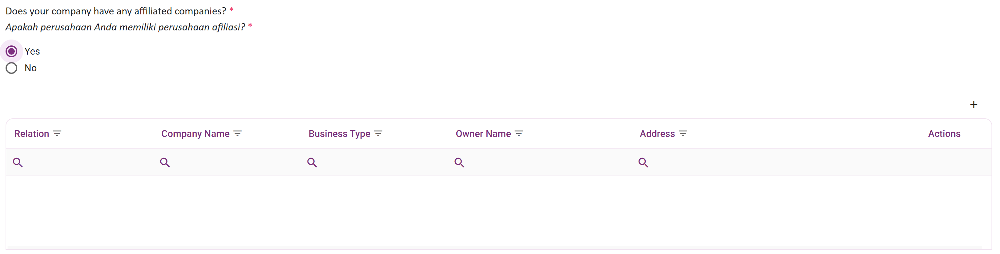 Does your company have any affiliated companies? *
Apakah perusahaan Anda memiliki perusahaan afiliasi? *
Yes
No
+
Relation Company Name Business Type Owner Name Address Actions